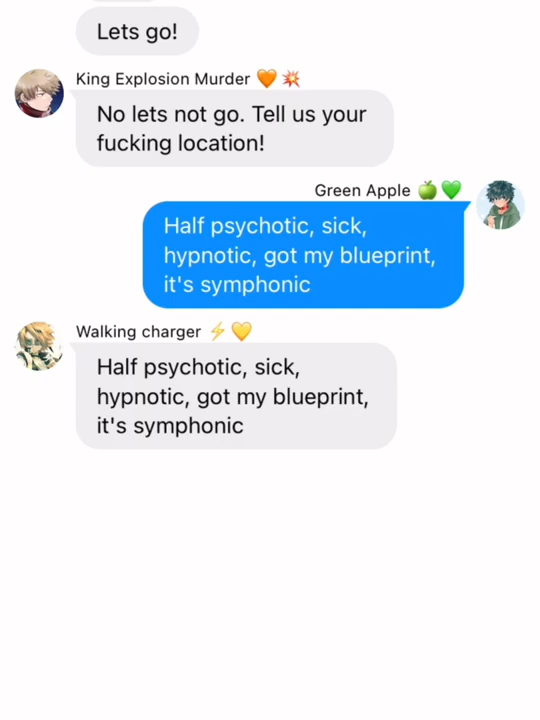 Lets go!
King Explosion Murder 🧡 💥
No lets not go. Tell us your
fucking location!
Green Apple 🍏 💚
Half psychotic, sick,
hypnotic, got my blueprint,
it's symphonic
Walking charger ⚡ 💛
Half psychotic, sick,
hypnotic, got my blueprint,
it's symphonic